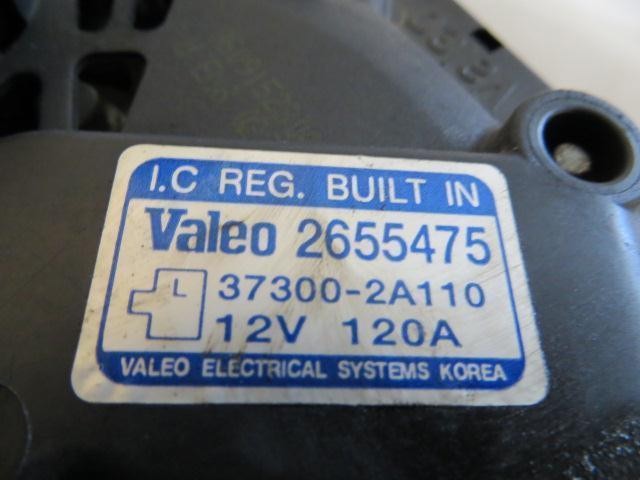 I.C REG. BUILT IN
Valeo 2655475
37300-2A110
L
12V 120A
VALEO ELECTRICAL SYSTEMS KOREA